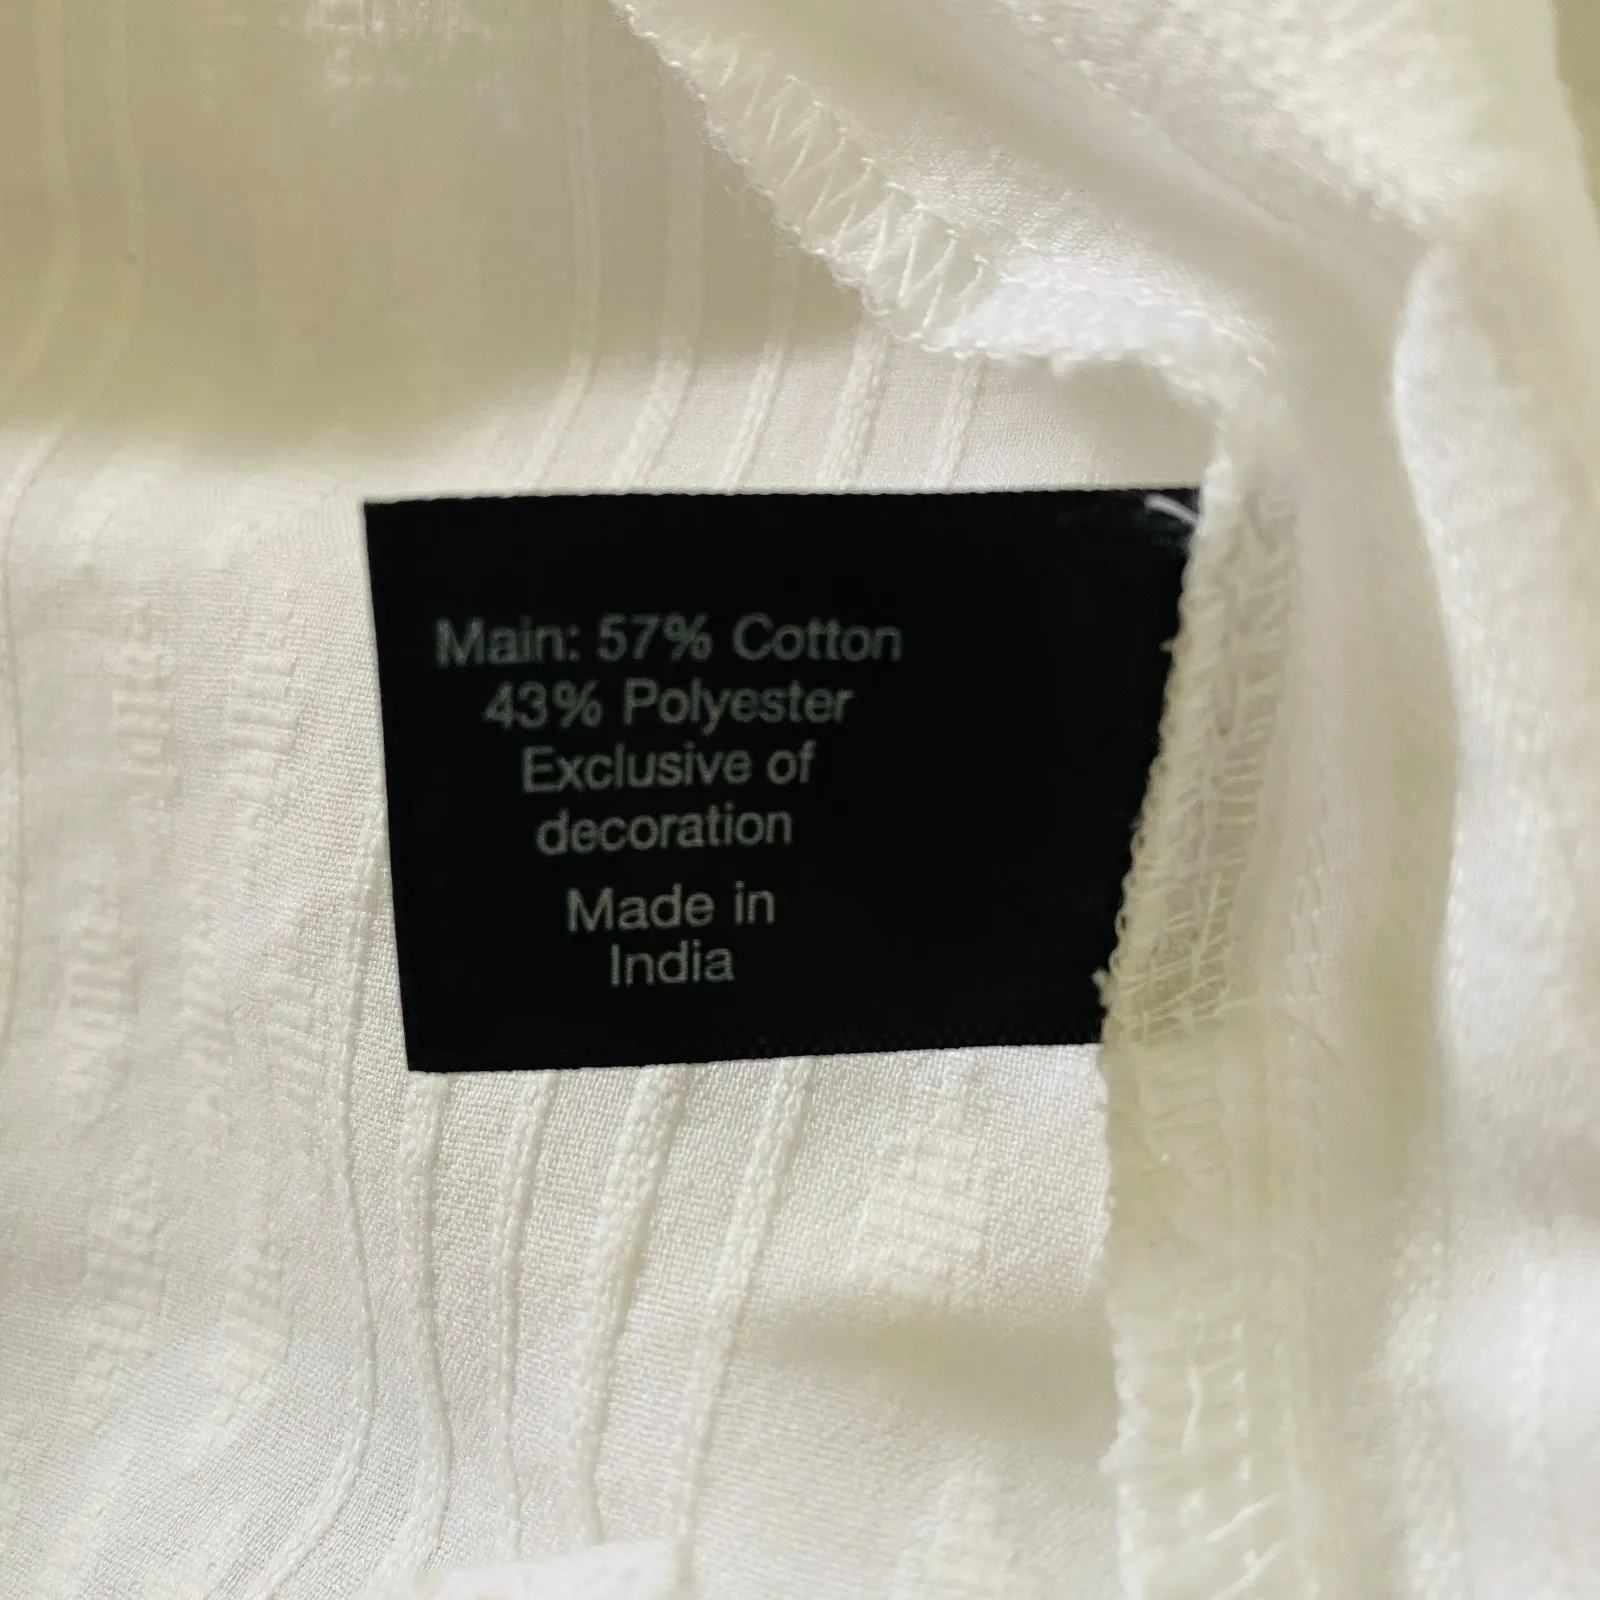 Main: 57% Cotton
43% Polyester
Exclusive of
decoration
Made in
India